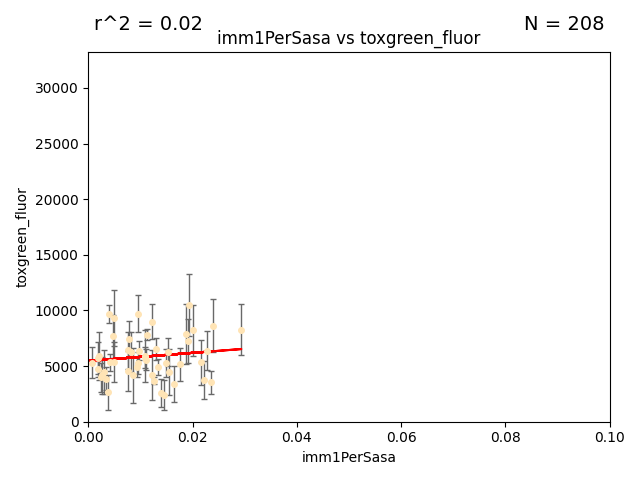 r^2 = 0.02
N = 208
imm1PerSasa vs toxgreen_fluor
30000
25000
20000
15000
10000
5000
0
toxgreen_fluor
0.00 0.02 0.04 0.06 0.08 0.10
imm1PerSasa